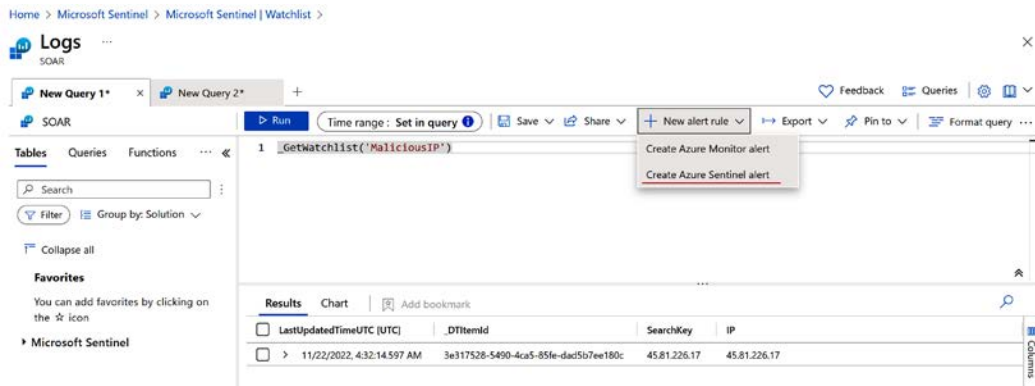 Home > Microsoft Sentinel > Microsoft Sentinel | Watchlist >
Logs ...
SOAR
New Query 1* × New Query 2* +
Feedback Queries
SOAR
Run Time range : Set in query Save Share New alert rule Export Pin to Format query ...
Create Azure Monitor alert
Create Azure Sentinel alert
Tables Queries Functions ... «
Search
Filter Group by: Solution
Collapse all
Favorites
You can add favorites by clicking on
the ☆ icon
Microsoft Sentinel
1 _GetWatchlist('MaliciousIP')
Results Chart Add bookmark
LastUpdatedTimeUTC [UTC] _DTItemId SearchKey IP
11/22/2022, 4:32:14.597 AM 3e317528-5490-4ca5-85fe-dad5b7ee180c 45.81.226.17 45.81.226.17
Columns